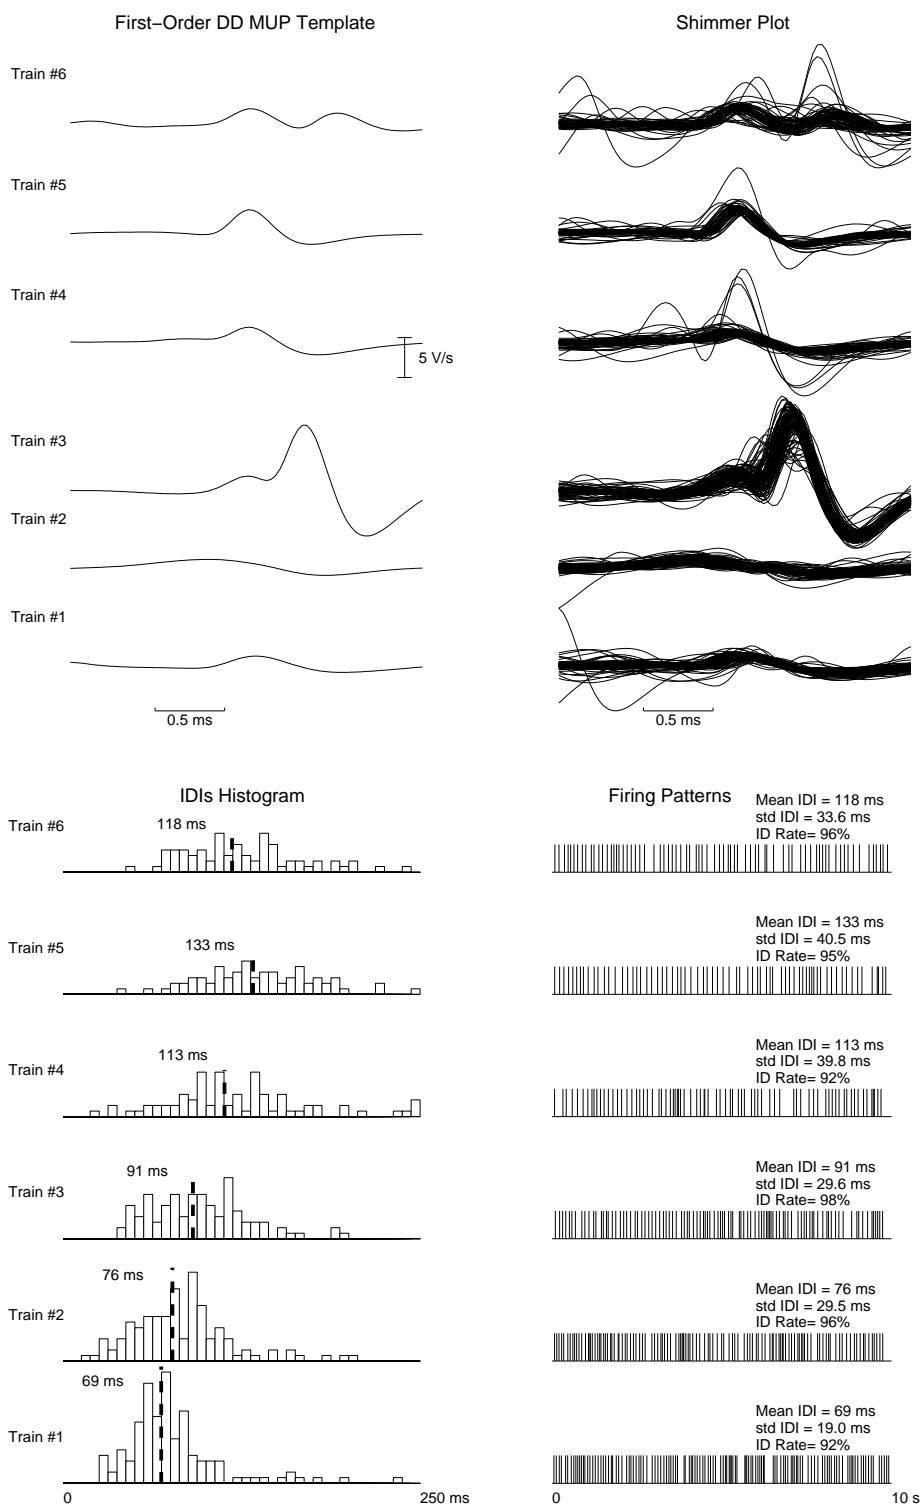 First−Order DD MUP Template
Shimmer Plot
Train #6
Train #5
Train #4
5 V/s
Train #3
Train #2
Train #1
0.5 ms
0.5 ms
IDIs Histogram
Firing Patterns
Train #6
118 ms
Mean IDI = 118 ms
std IDI = 33.6 ms
ID Rate= 96%
Train #5
133 ms
Mean IDI = 133 ms
std IDI = 40.5 ms
ID Rate= 95%
Train #4
113 ms
Mean IDI = 113 ms
std IDI = 39.8 ms
ID Rate= 92%
Train #3
91 ms
Mean IDI = 91 ms
std IDI = 29.6 ms
ID Rate= 98%
Train #2
76 ms
Mean IDI = 76 ms
std IDI = 29.5 ms
ID Rate= 96%
Train #1
69 ms
Mean IDI = 69 ms
std IDI = 19.0 ms
ID Rate= 92%
0
250 ms
0
10 s